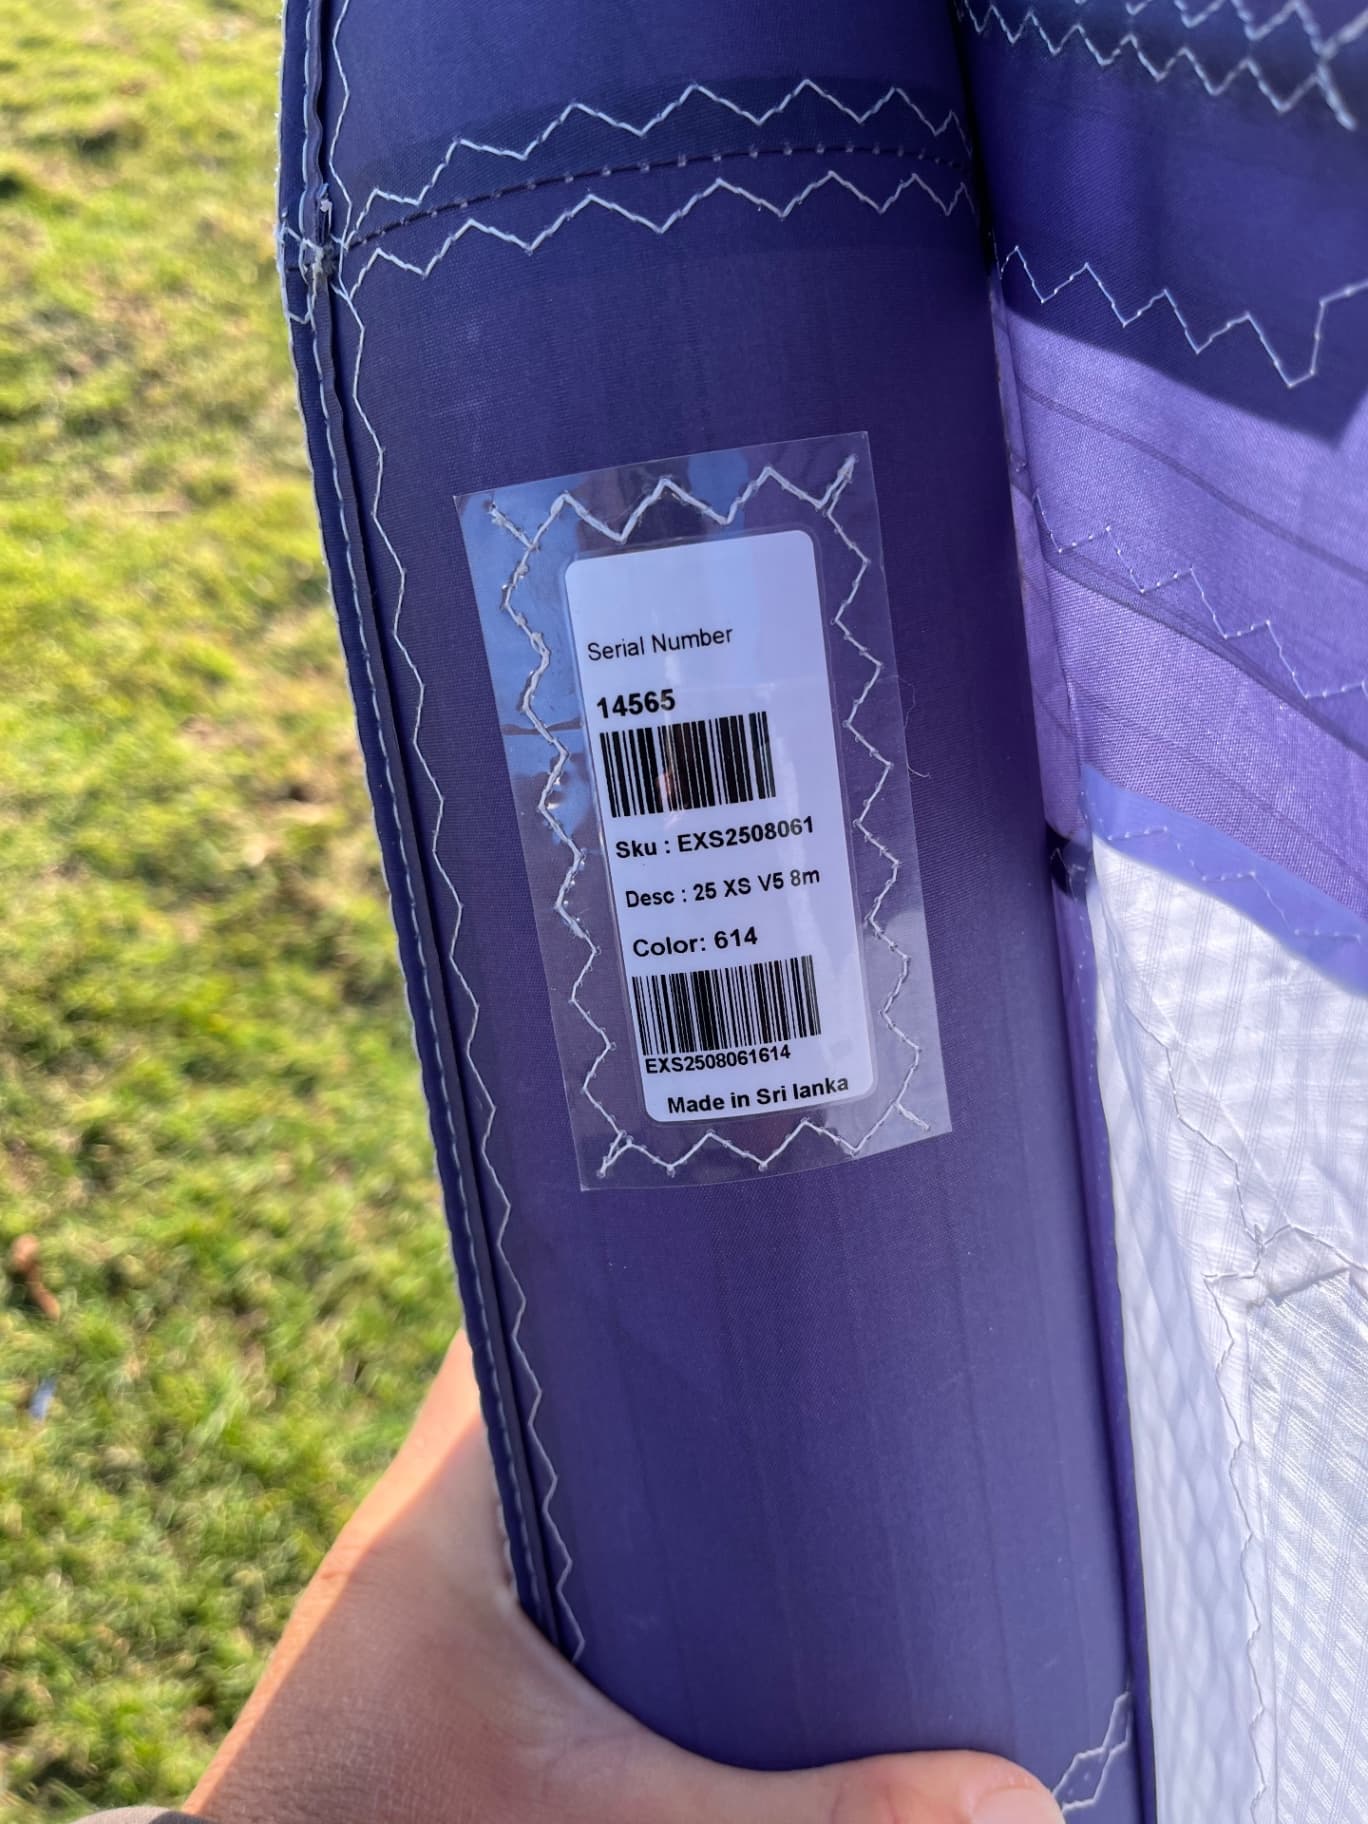 Serial Number
14565
Sku : EXS2508061
Desc : 25 XS V5 8m
Color: 614
EXS2508061614
Made in Sri lanka